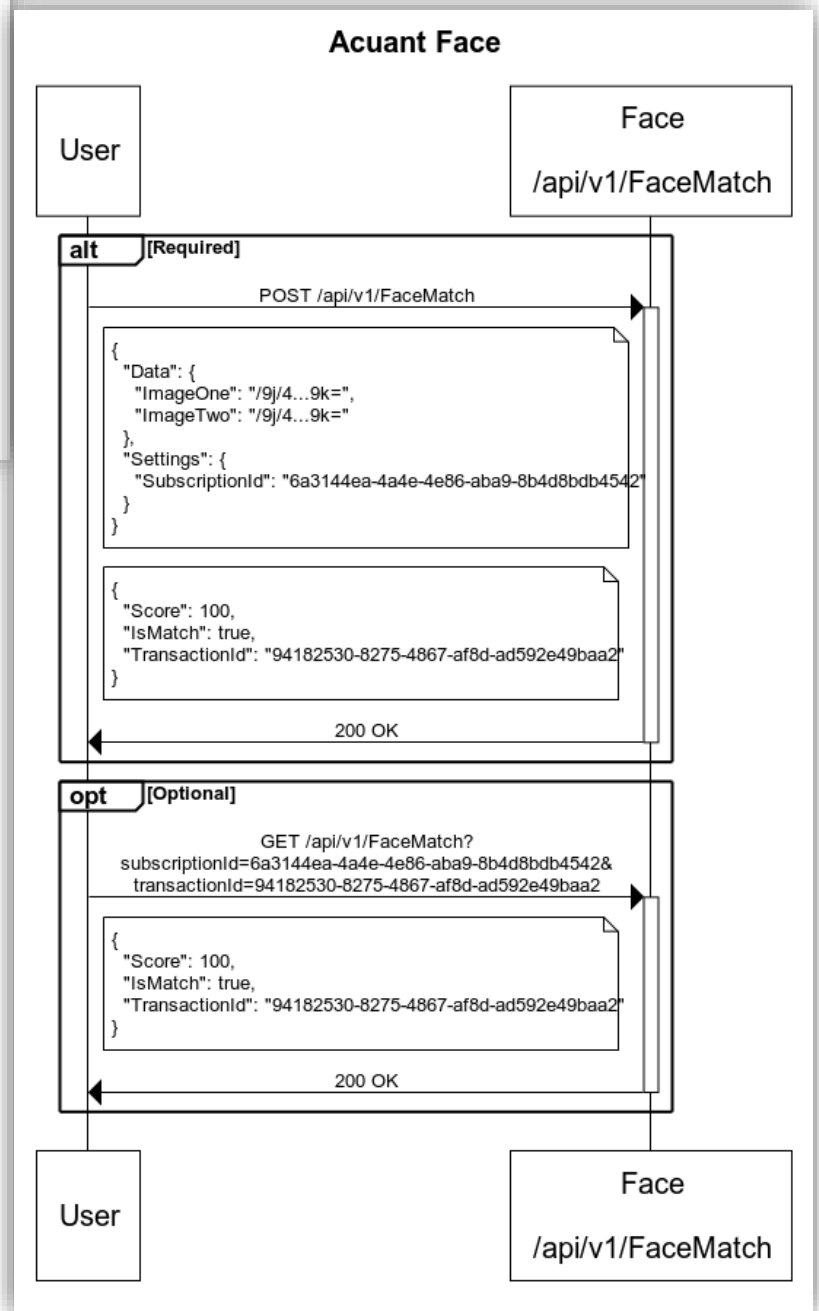 Acuant Face
User
Face
/api/v1/FaceMatch
alt [Required]
POST /api/v1/FaceMatch
{
"Data": {
"ImageOne": "/9j/4...9k=",
"ImageTwo": "/9j/4...9k="
},
"Settings": {
"SubscriptionId": "6a3144ea-4a4e-4e86-aba9-8b4d8bdb4542"
}
}
{
"Score": 100,
"IsMatch": true,
"TransactionId": "94182530-8275-4867-af8d-ad592e49baa2"
}
200 OK
opt [Optional]
GET /api/v1/FaceMatch?
subscriptionId=6a3144ea-4a4e-4e86-aba9-8b4d8bdb4542&
transactionId=94182530-8275-4867-af8d-ad592e49baa2
{
"Score": 100,
"IsMatch": true,
"TransactionId": "94182530-8275-4867-af8d-ad592e49baa2"
}
200 OK
User
Face
/api/v1/FaceMatch